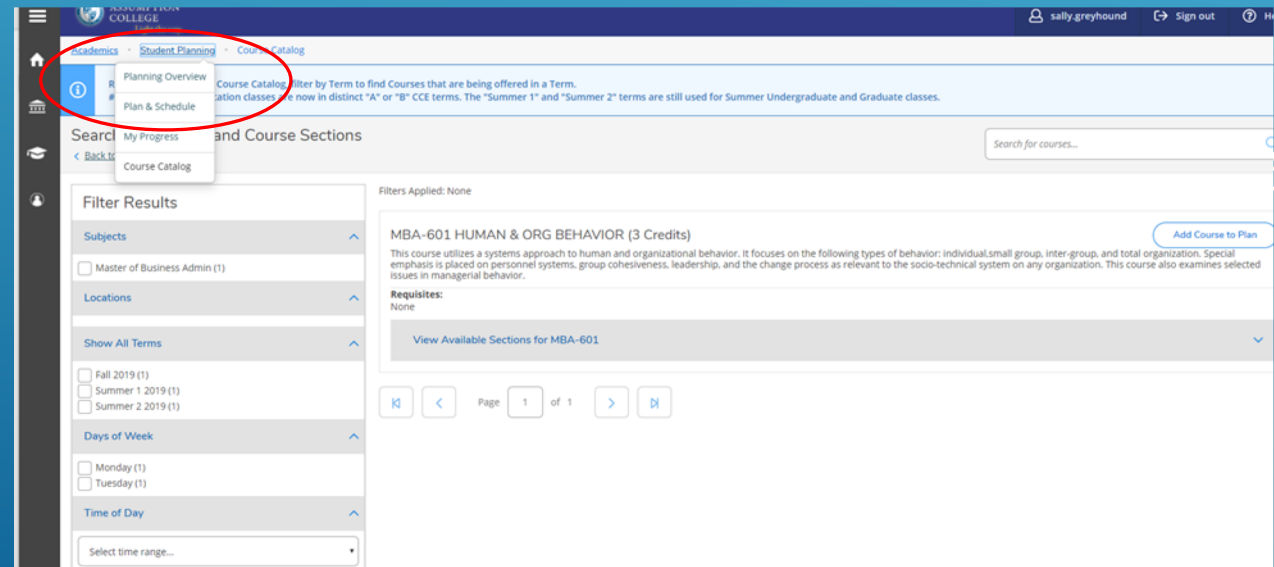 ASSUMPTION
COLLEGE
sally.greyhound
Sign out
Academics · Student Planning · Course Catalog
Planning Overview
Plan & Schedule
My Progress
Course Catalog
Course Catalog, filter by Term to find Courses that are being offered in a Term.
classes are now in distinct "A" or "B" CCE terms. The "Summer 1" and "Summer 2" terms are still used for Summer Undergraduate and Graduate classes.
Search and Course Sections
< Back to
Search for courses...
Filter Results
Filters Applied: None
Subjects
Master of Business Admin (1)
Locations
Show All Terms
Fall 2019 (1)
Summer 1 2019 (1)
Summer 2 2019 (1)
Days of Week
Monday (1)
Tuesday (1)
Time of Day
Select time range...
MBA-601 HUMAN & ORG BEHAVIOR (3 Credits)
Add Course to Plan
This course utilizes a systems approach to human and organizational behavior. It focuses on the following types of behavior: individual,small group, inter-group, and total organization. Special
emphasis is placed on personnel systems, group cohesiveness, leadership, and the change process as relevant to the socio-technical system on any organization. This course also examines selected
issues in managerial behavior.
Requisites:
None
View Available Sections for MBA-601
Page 1 of 1